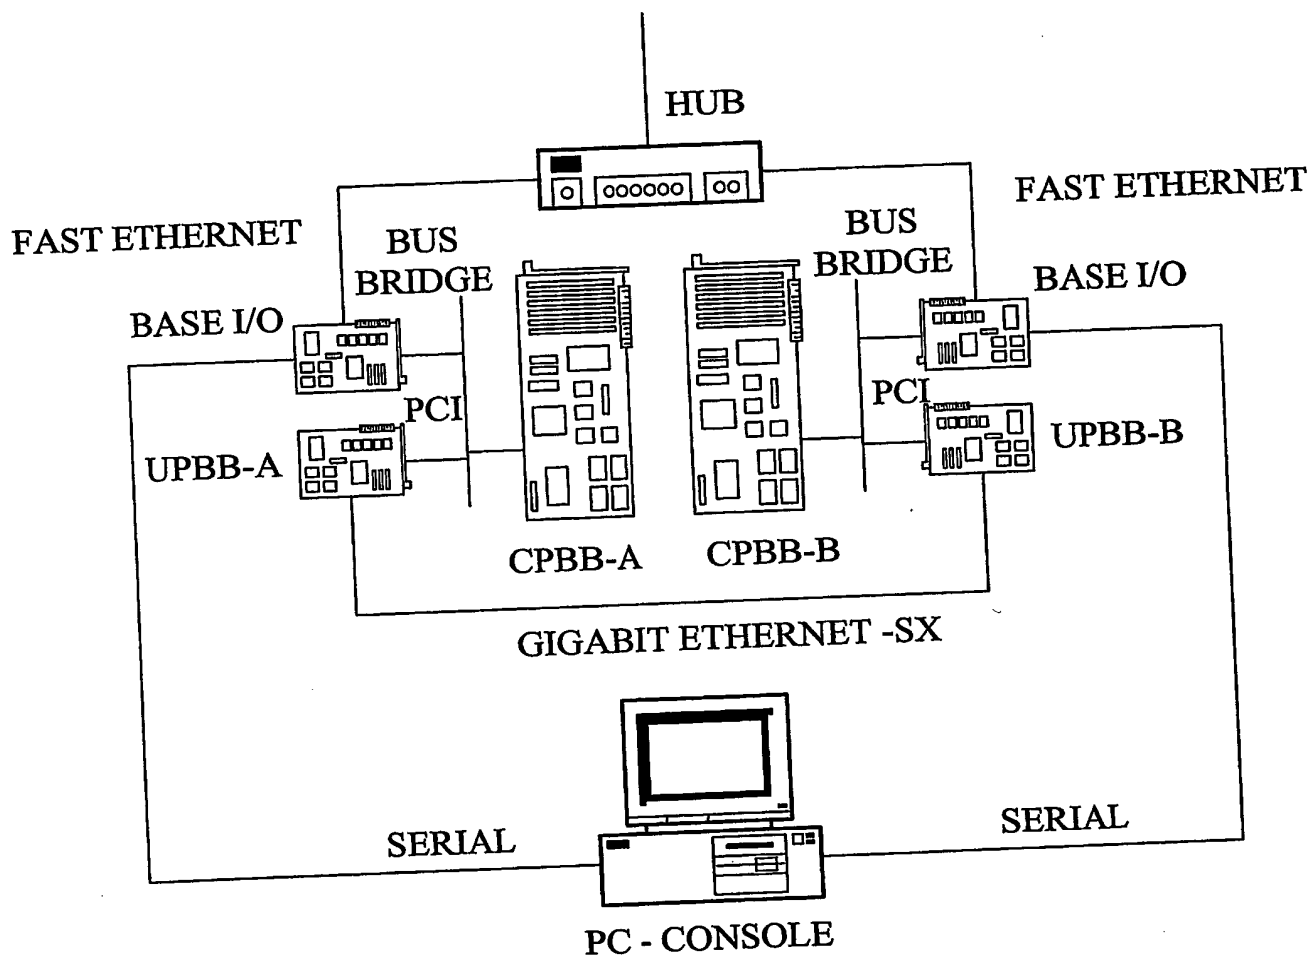 HUB
FAST ETHERNET
FAST ETHERNET
BUS
BRIDGE
BUS
BRIDGE
BASE I/O
BASE I/O
PCI
PCI
UPBB-A
UPBB-B
CPBB-A
CPBB-B
GIGABIT ETHERNET -SX
SERIAL
SERIAL
PC - CONSOLE